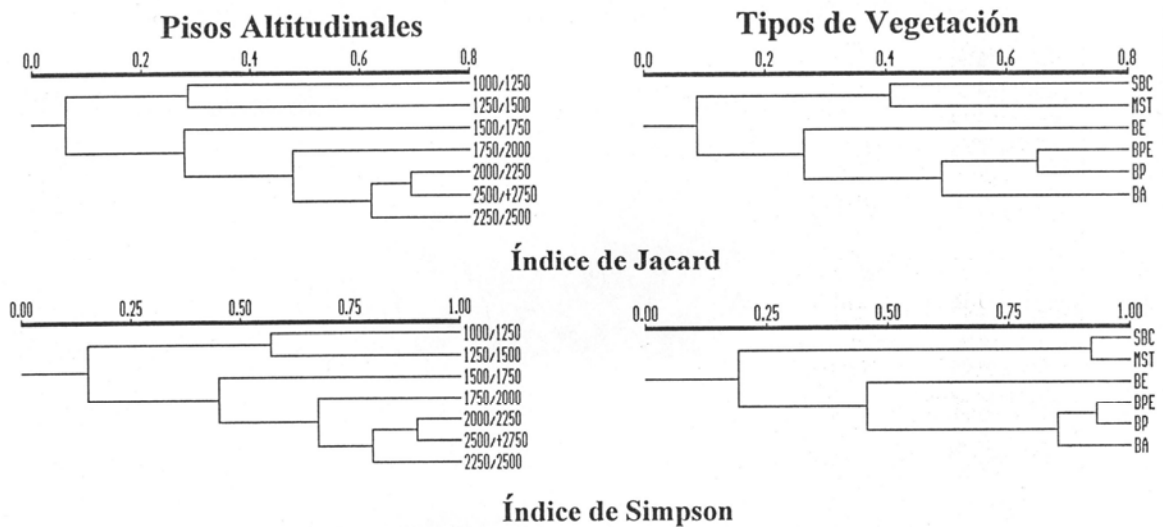 Pisos Altitudinales
Tipos de Vegetación
0.0 0.2 0.4 0.6 0.8
1000/1250
1250/1500
1500/1750
1750/2000
2000/2250
2500/+2750
2250/2500
0.0 0.2 0.4 0.6 0.8
SBC
MST
BE
BPE
BP
BA
Índice de Jacard
0.00 0.25 0.50 0.75 1.00
1000/1250
1250/1500
1500/1750
1750/2000
2000/2250
2500/+2750
2250/2500
0.00 0.25 0.50 0.75 1.00
SBC
MST
BE
BPE
BP
BA
Índice de Simpson